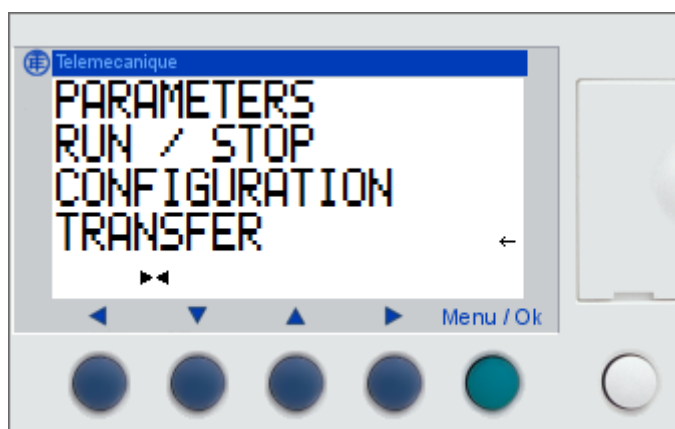 Telemecanique
PARAMETERS
RUN / STOP
CONFIGURATION
TRANSFER
Menu / Ok